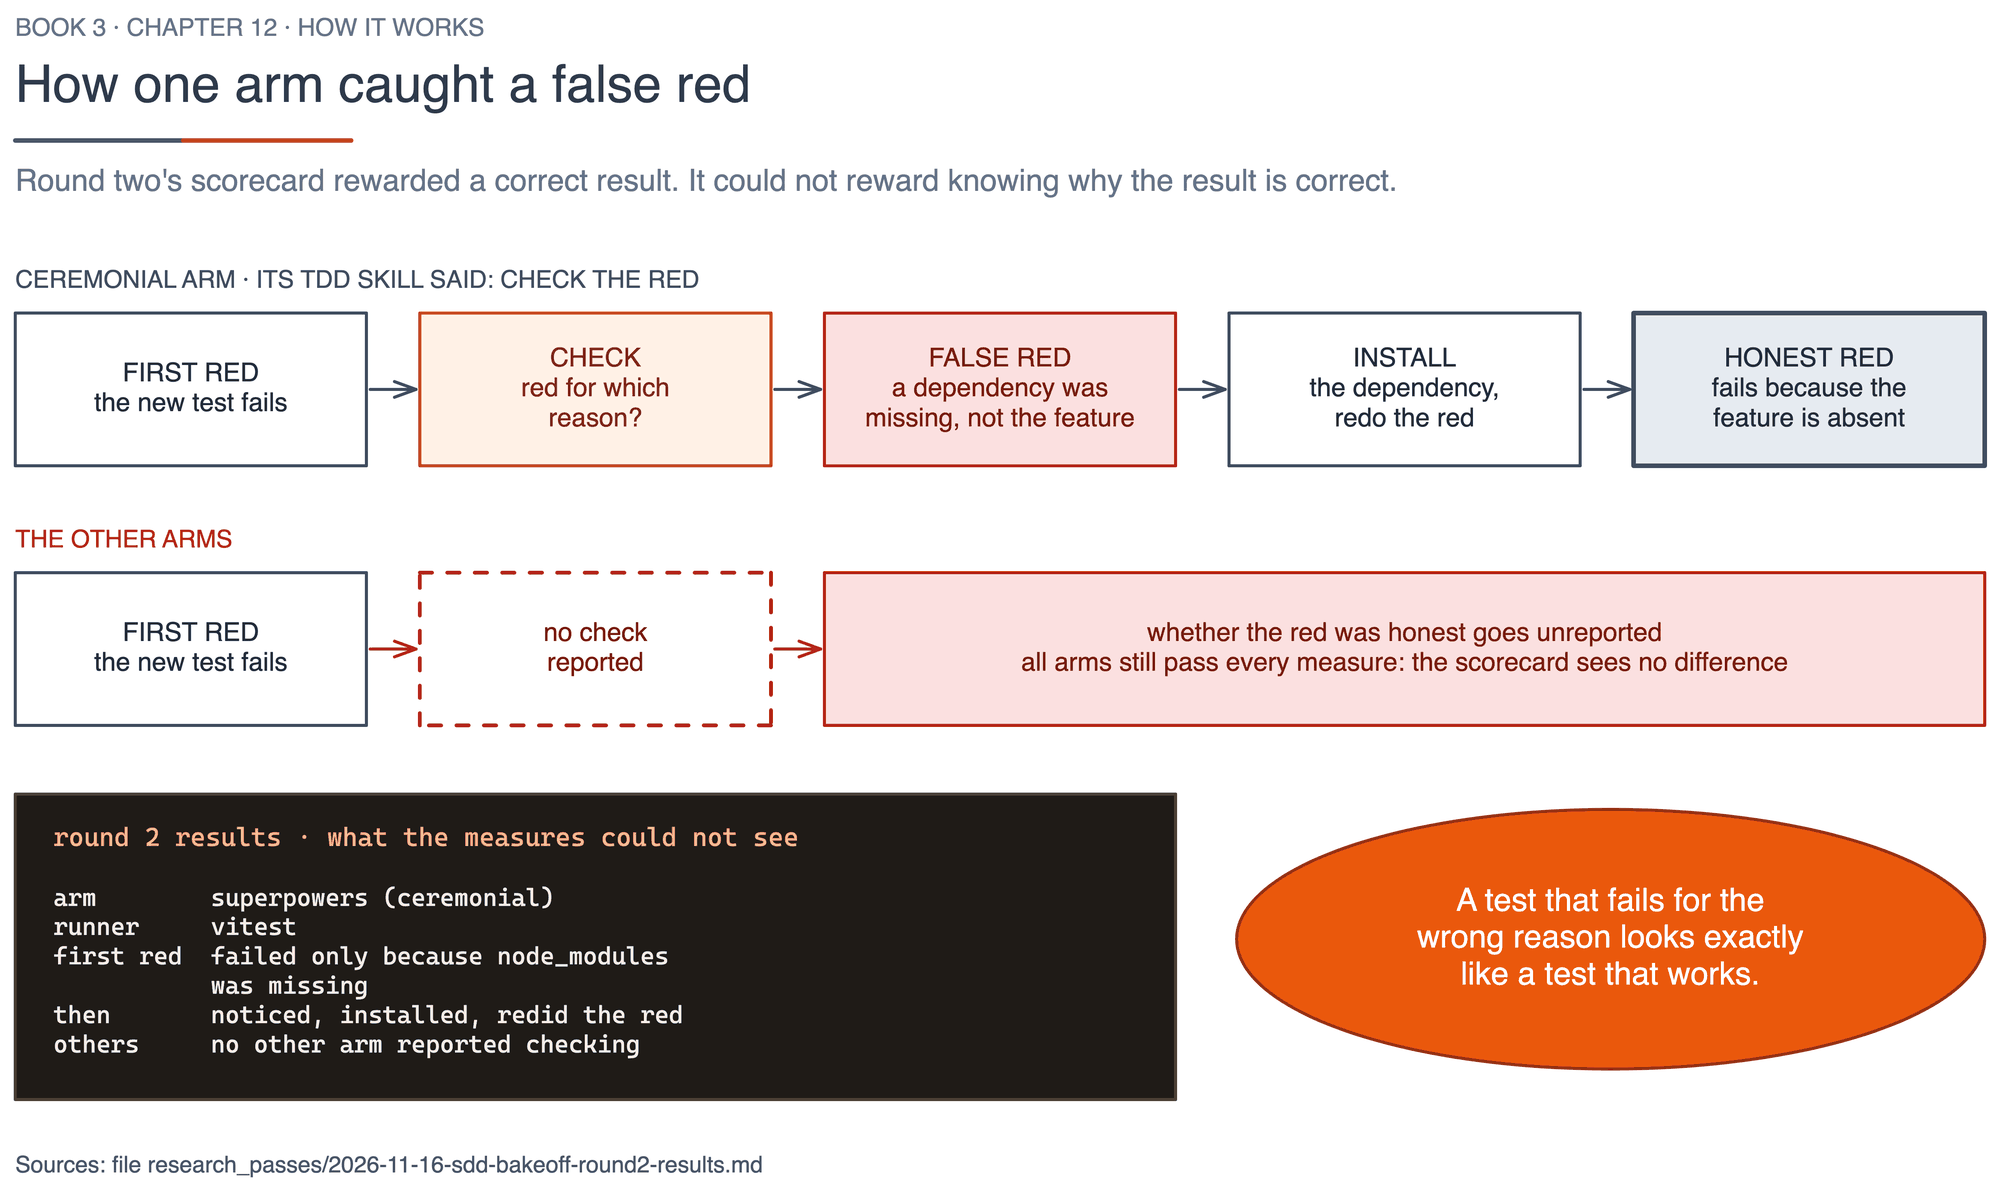 BOOK 3 · CHAPTER 12 · HOW IT WORKS
How one arm caught a false red
Round two's scorecard rewarded a correct result. It could not reward knowing why the result is correct.
CEREMONIAL ARM · ITS TDD SKILL SAID: CHECK THE RED
FIRST RED
the new test fails
CHECK
red for which
reason?
FALSE RED
a dependency was
missing, not the feature
INSTALL
the dependency,
redo the red
HONEST RED
fails because the
feature is absent
THE OTHER ARMS
FIRST RED
the new test fails
no check
reported
whether the red was honest goes unreported
all arms still pass every measure: the scorecard sees no difference
round 2 results · what the measures could not see
arm superpowers (ceremonial)
runner vitest
first red failed only because node_modules
was missing
then noticed, installed, redid the red
others no other arm reported checking
A test that fails for the
wrong reason looks exactly
like a test that works.
Sources: file research_passes/2026-11-16-sdd-bakeoff-round2-results.md